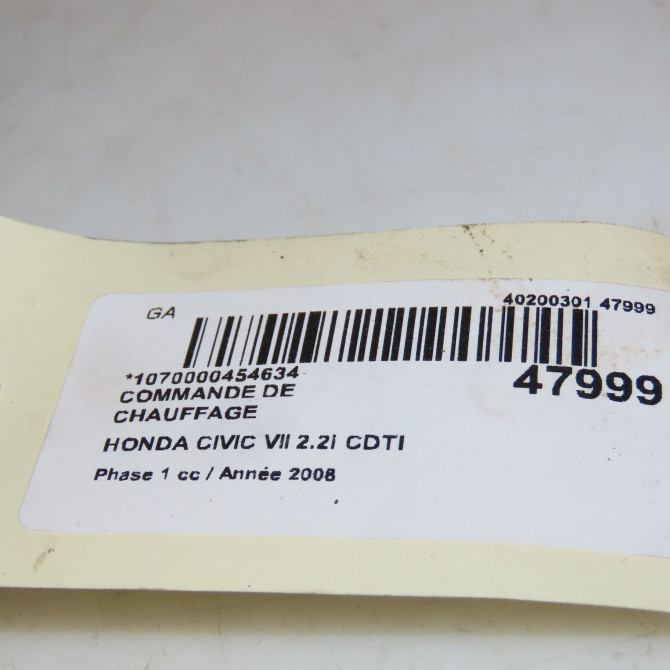 GA
40200301 47999
*1070000454634
47999
COMMANDE DE
CHAUFFAGE
HONDA CIVIC VII 2.2i CDTI
Phase 1 cc / Année 2008